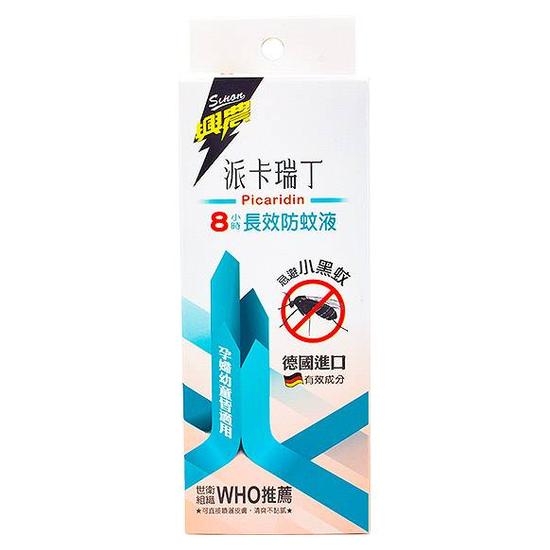 Sinon
興農
派卡瑞丁
Picaridin
8小時長效防蚊液
忌避小黑蚊
德國進口
有效成分
孕婦幼童皆適用
世衛組織WHO推薦
★可直接噴灑皮膚,清爽不黏膩★